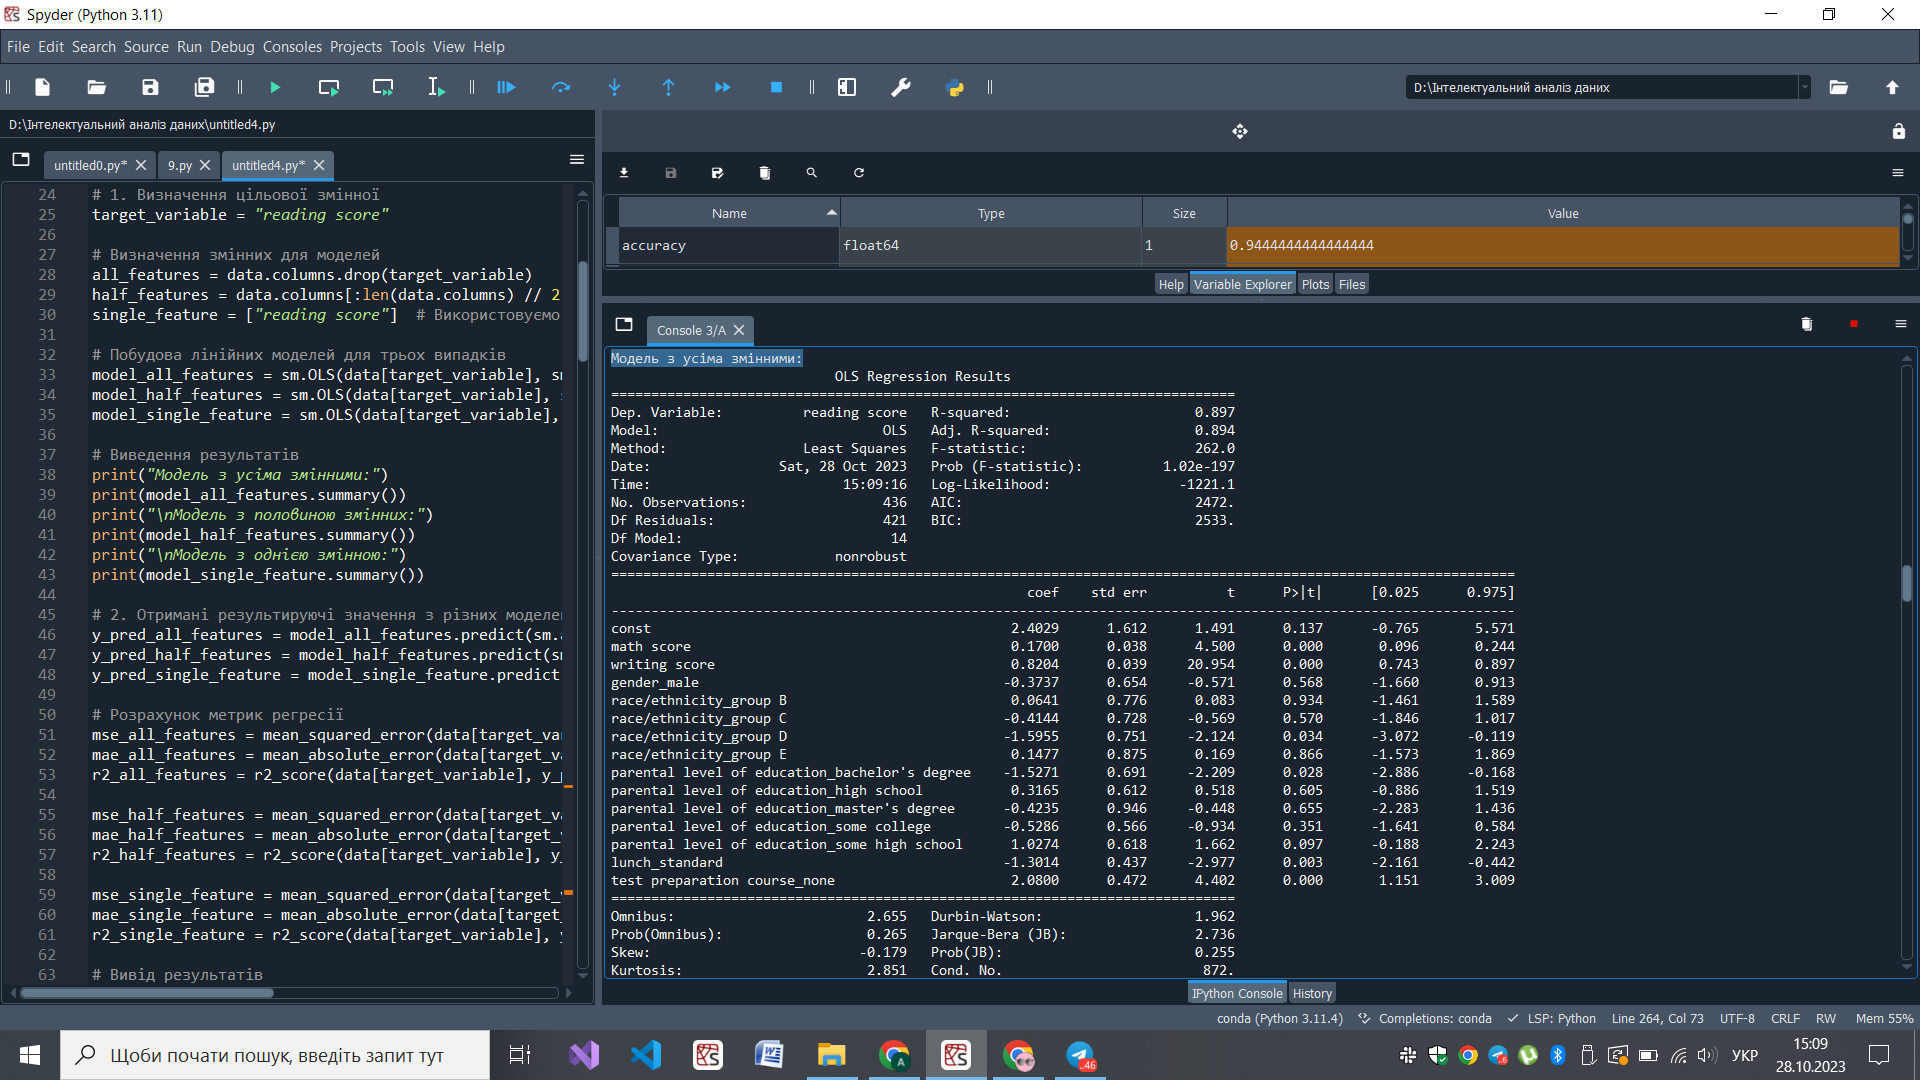 Spyder (Python 3.11)
File Edit Search Source Run Debug Consoles Projects Tools View Help
D:\Інтелектуальний аналіз даних
D:\Інтелектуальний аналіз даних\untitled4.py
untitled0.py* 9.py untitled4.py*
24 # 1. Визначення цільової змінної
25 target_variable = "reading score"
26
27 # Визначення змінних для моделей
28 all_features = data.columns.drop(target_variable)
29 half_features = data.columns[:len(data.columns) // 2
30 single_feature = ["reading score"] # Використовуємо
31
32 # Побудова лінійних моделей для трьох випадків
33 model_all_features = sm.OLS(data[target_variable], sm
34 model_half_features = sm.OLS(data[target_variable],
35 model_single_feature = sm.OLS(data[target_variable],
36
37 # Виведення результатів
38 print("Модель з усіма змінними:")
39 print(model_all_features.summary())
40 print("\nМодель з половиною змінних:")
41 print(model_half_features.summary())
42 print("\nМодель з однією змінною:")
43 print(model_single_feature.summary())
44
45 # 2. Отримані результируючі значення з різних моделе
46 y_pred_all_features = model_all_features.predict(sm.
47 y_pred_half_features = model_half_features.predict(s
48 y_pred_single_feature = model_single_feature.predict
49
50 # Розрахунок метрик регресії
51 mse_all_features = mean_squared_error(data[target_va
52 mae_all_features = mean_absolute_error(data[target_v
53 r2_all_features = r2_score(data[target_variable], y_
54
55 mse_half_features = mean_squared_error(data[target_v
56 mae_half_features = mean_absolute_error(data[target_
57 r2_half_features = r2_score(data[target_variable], y_
58
59 mse_single_feature = mean_squared_error(data[target_
60 mae_single_feature = mean_absolute_error(data[target_
61 r2_single_feature = r2_score(data[target_variable], y
62
63 # Вивід результатів
Name Type Size Value
accuracy float64 1 0.9444444444444444
Help Variable Explorer Plots Files
Console 3/A
Модель з усіма змінними:
OLS Regression Results
==============================================================================
Dep. Variable: reading score R-squared: 0.897
Model: OLS Adj. R-squared: 0.894
Method: Least Squares F-statistic: 262.0
Date: Sat, 28 Oct 2023 Prob (F-statistic): 1.02e-197
Time: 15:09:16 Log-Likelihood: -1221.1
No. Observations: 436 AIC: 2472.
Df Residuals: 421 BIC: 2533.
Df Model: 14
Covariance Type: nonrobust
=================================================================================================================
coef std err t P>|t| [0.025 0.975]
-----------------------------------------------------------------------------------------------------------------
const 2.4029 1.612 1.491 0.137 -0.765 5.571
math score 0.1700 0.038 4.500 0.000 0.096 0.244
writing score 0.8204 0.039 20.954 0.000 0.743 0.897
gender_male -0.3737 0.654 -0.571 0.568 -1.660 0.913
race/ethnicity_group B 0.0641 0.776 0.083 0.934 -1.461 1.589
race/ethnicity_group C -0.4144 0.728 -0.569 0.570 -1.846 1.017
race/ethnicity_group D -1.5955 0.751 -2.124 0.034 -3.072 -0.119
race/ethnicity_group E 0.1477 0.875 0.169 0.866 -1.573 1.869
parental level of education_bachelor's degree -1.5271 0.691 -2.209 0.028 -2.886 -0.168
parental level of education_high school 0.3165 0.612 0.518 0.605 -0.886 1.519
parental level of education_master's degree -0.4235 0.946 -0.448 0.655 -2.283 1.436
parental level of education_some college -0.5286 0.566 -0.934 0.351 -1.641 0.584
parental level of education_some high school 1.0274 0.618 1.662 0.097 -0.188 2.243
lunch_standard -1.3014 0.437 -2.977 0.003 -2.161 -0.442
test preparation course_none 2.0800 0.472 4.402 0.000 1.151 3.009
==============================================================================
Omnibus: 2.655 Durbin-Watson: 1.962
Prob(Omnibus): 0.265 Jarque-Bera (JB): 2.736
Skew: -0.179 Prob(JB): 0.255
Kurtosis: 2.851 Cond. No. 872.
IPython Console History
conda (Python 3.11.4) Completions: conda LSP: Python Line 264, Col 73 UTF-8 CRLF RW Mem 55%
Щоби почати пошук, введіть запит тут
УКР
15:09
28.10.2023